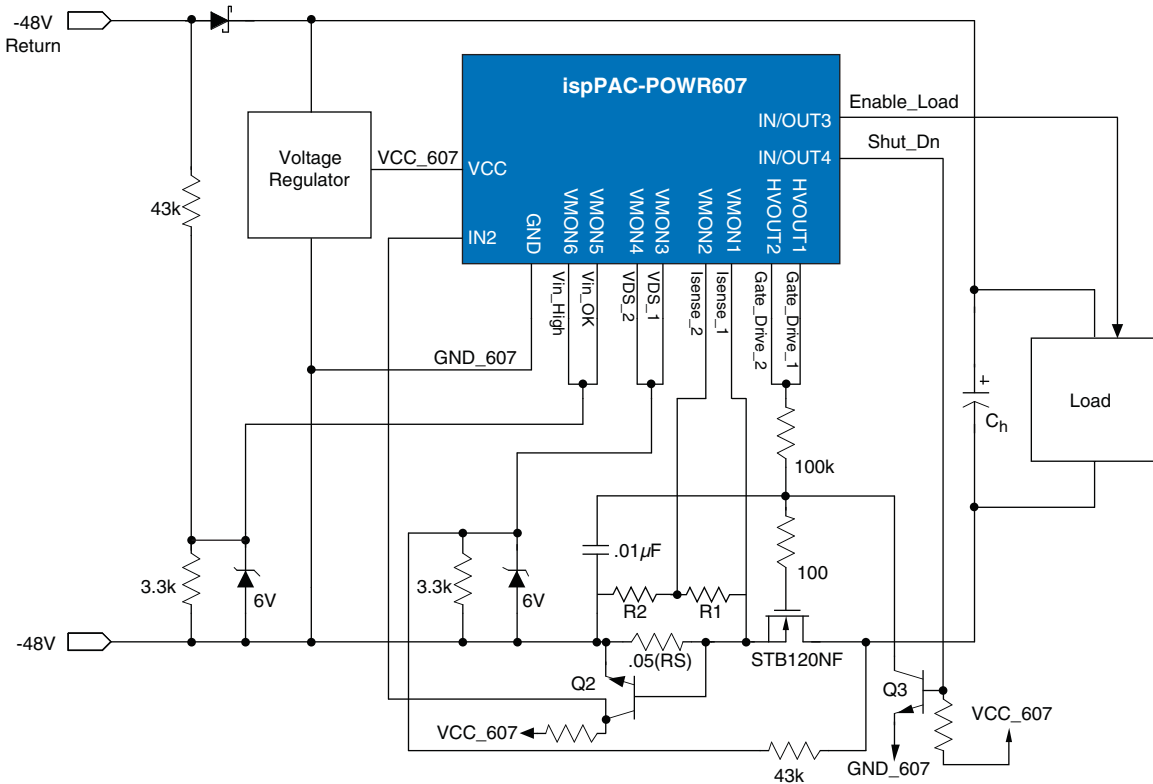 -48V
Return
ispPAC-POWR607
IN/OUT3
Enable_Load
IN/OUT4
Shut_Dn
Voltage
Regulator
VCC_607
VCC
IN2
GND
VMON6
VMON5
VMON4
VMON3
VMON2
VMON1
HVOUT2
HVOUT1
43k
Vin_High
Vin_OK
VDS_2
VDS_1
Isense_2
Isense_1
Gate_Drive_2
Gate_Drive_1
GND_607
+
Ch
Load
100k
.01µF
100
3.3k
6V
3.3k
6V
R2
R1
-48V
.05(RS)
STB120NF
Q2
Q3
VCC_607
VCC_607
43k
GND_607